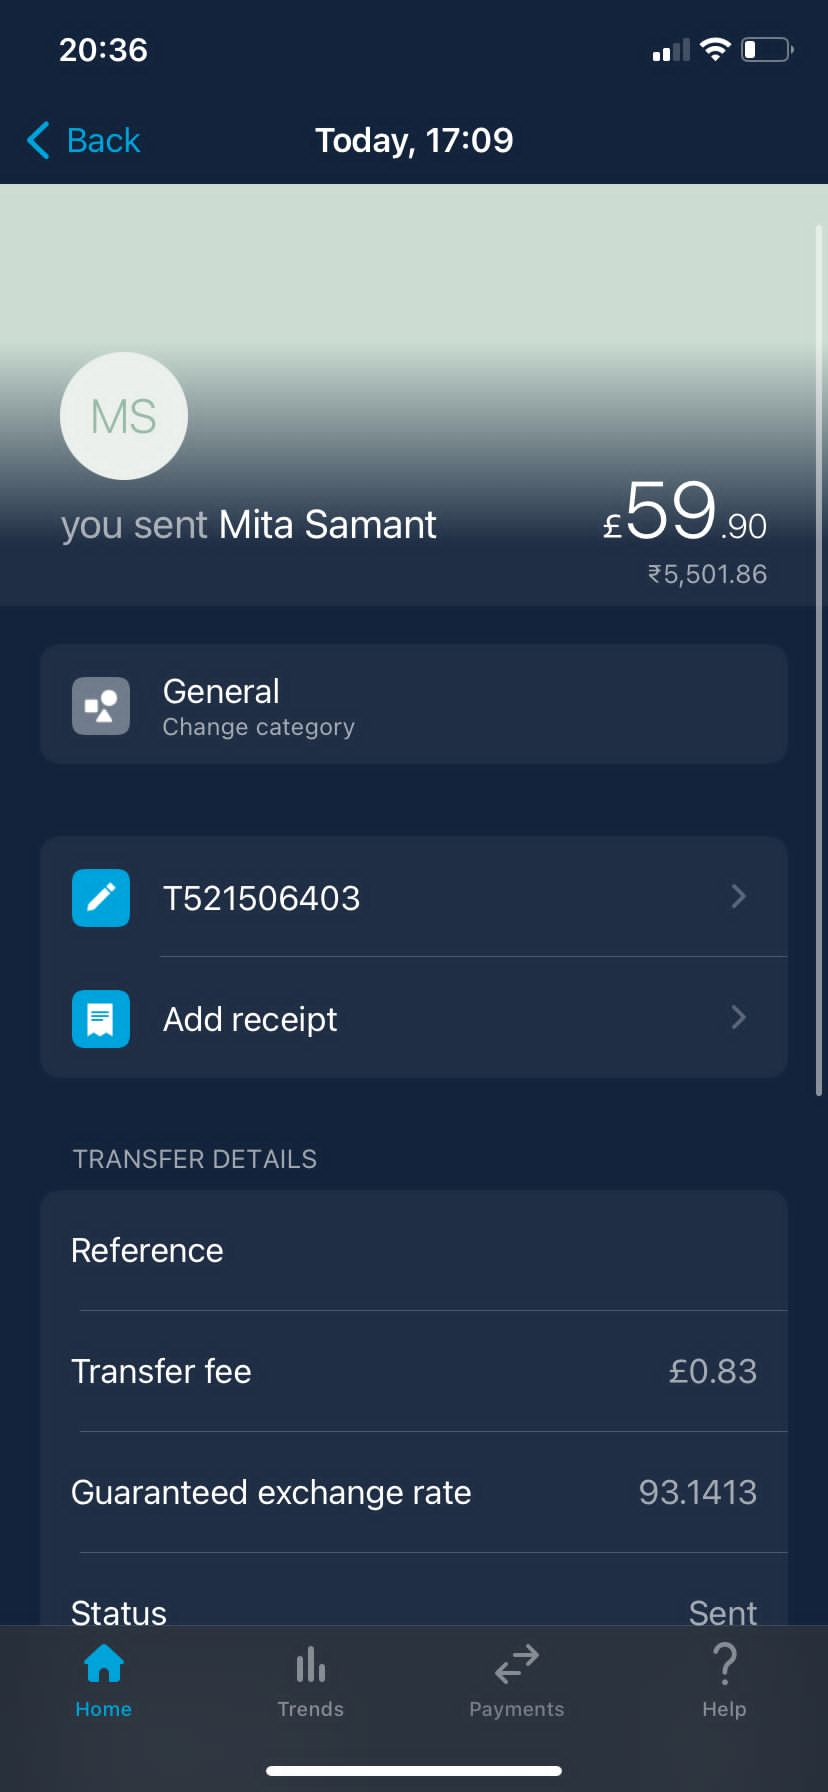 20:36
Back
Today, 17:09
MS
you sent Mita Samant
£59.90
₹5,501.86
General
Change category
T521506403
Add receipt
TRANSFER DETAILS
Reference
Transfer fee £0.83
Guaranteed exchange rate 93.1413
Status Sent
Home Trends Payments Help